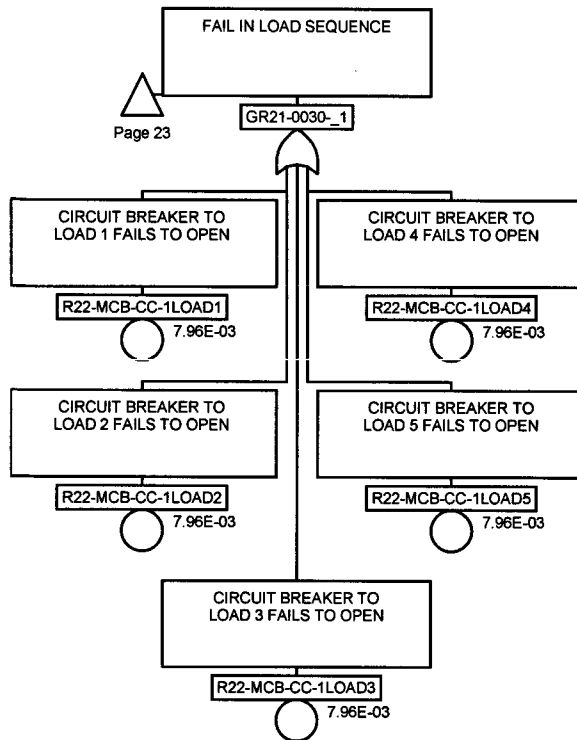 FAIL IN LOAD SEQUENCE
Page 23
GR21-0030-_1
CIRCUIT BREAKER TO
LOAD 1 FAILS TO OPEN
R22-MCB-CC-1LOAD1
7.96E-03
CIRCUIT BREAKER TO
LOAD 4 FAILS TO OPEN
R22-MCB-CC-1LOAD4
7.96E-03
CIRCUIT BREAKER TO
LOAD 2 FAILS TO OPEN
R22-MCB-CC-1LOAD2
7.96E-03
CIRCUIT BREAKER TO
LOAD 5 FAILS TO OPEN
R22-MCB-CC-1LOAD5
7.96E-03
CIRCUIT BREAKER TO
LOAD 3 FAILS TO OPEN
R22-MCB-CC-1LOAD3
7.96E-03